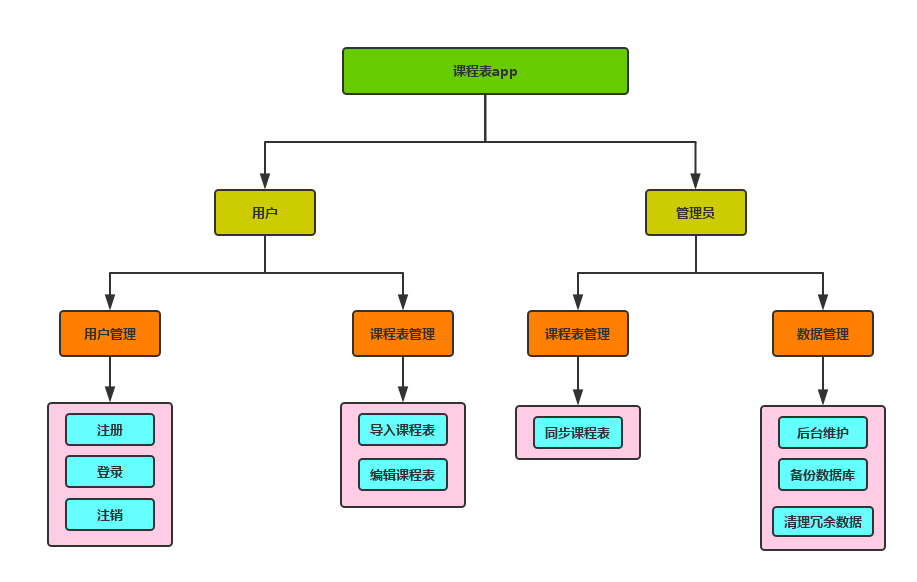 课程表app
用户
管理员
用户管理
课程表管理
课程表管理
数据管理
注册
登录
注销
导入课程表
编辑课程表
同步课程表
后台维护
备份数据库
清理冗余数据